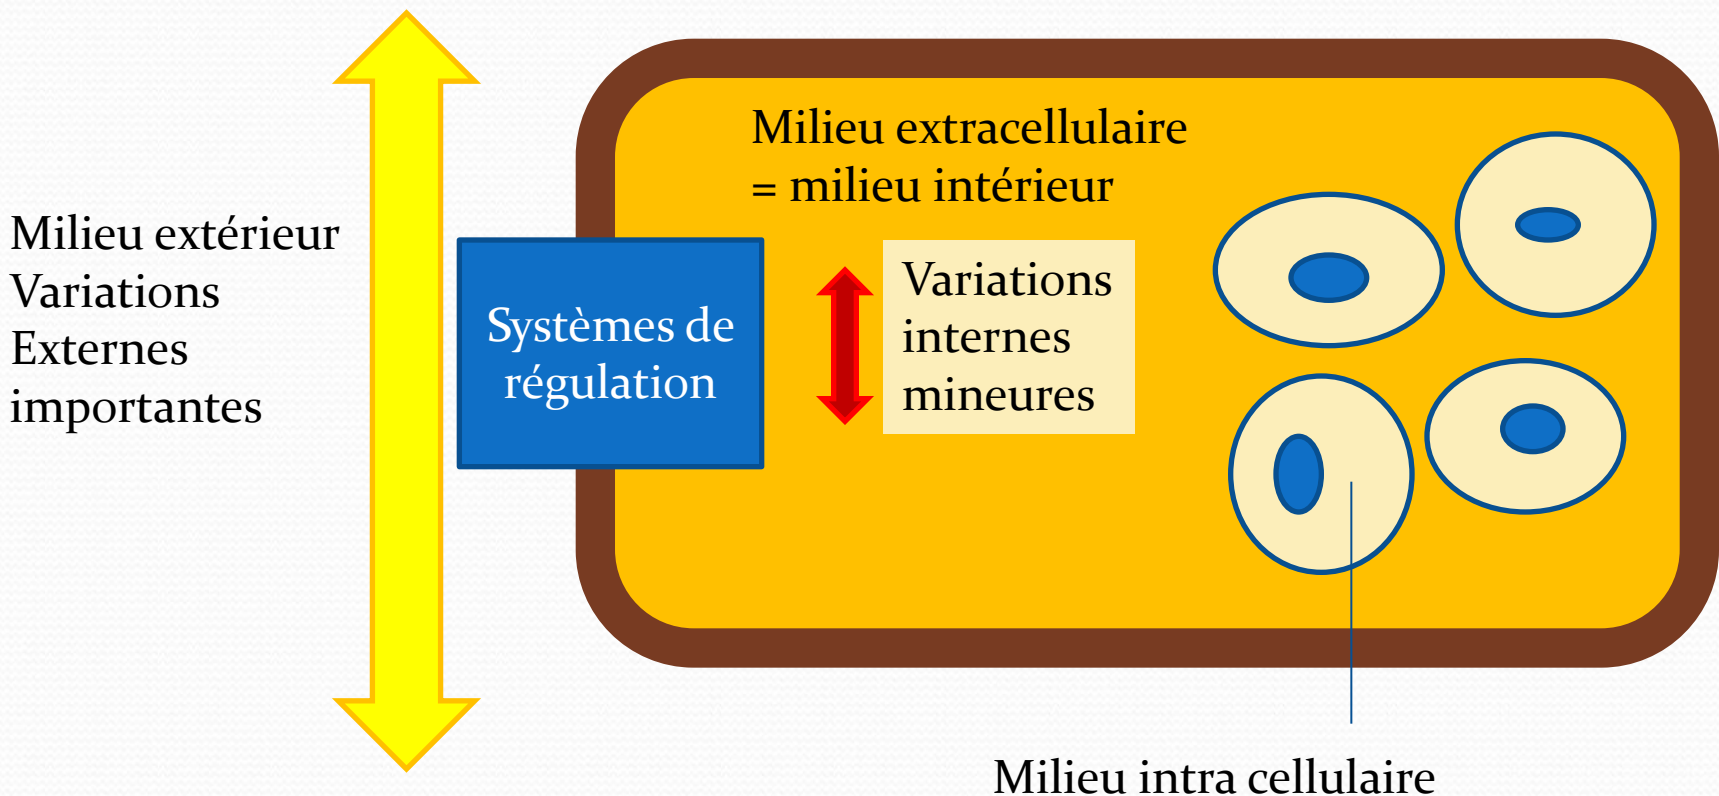 Milieu extérieur
Variations
Externes
importantes
Systèmes de
régulation
Milieu extracellulaire
= milieu intérieur
Variations
internes
mineures
Milieu intra cellulaire